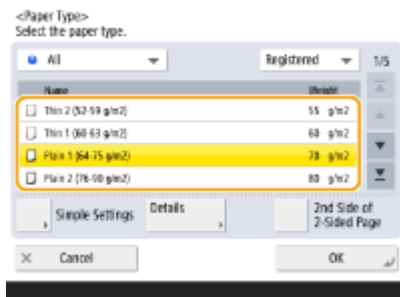 <Paper Type>
Select the paper type.
All
Registered
1/5
Name Weight
Thin 2 (52-59 g/m2) 55 g/m2
Thin 1 (60-63 g/m2) 60 g/m2
Plain 1 (64-75 g/m2) 70 g/m2
Plain 2 (76-90 g/m2) 80 g/m2
Simple Settings
Details
2nd Side of
2-Sided Page
Cancel
OK